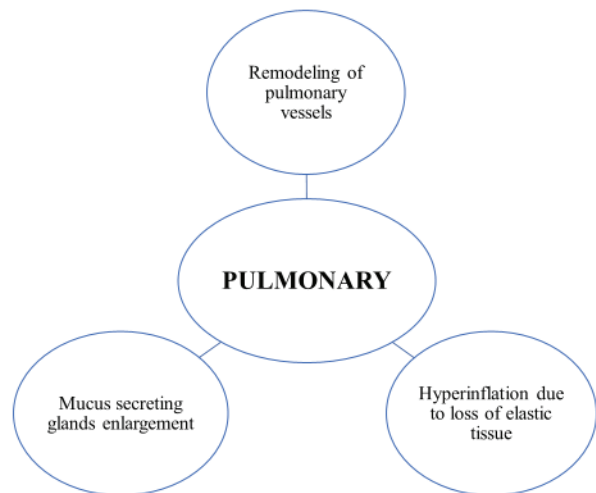 Remodeling of
pulmonary
vessels
PULMONARY
Mucus secreting
glands enlargement
Hyperinflation due
to loss of elastic
tissue